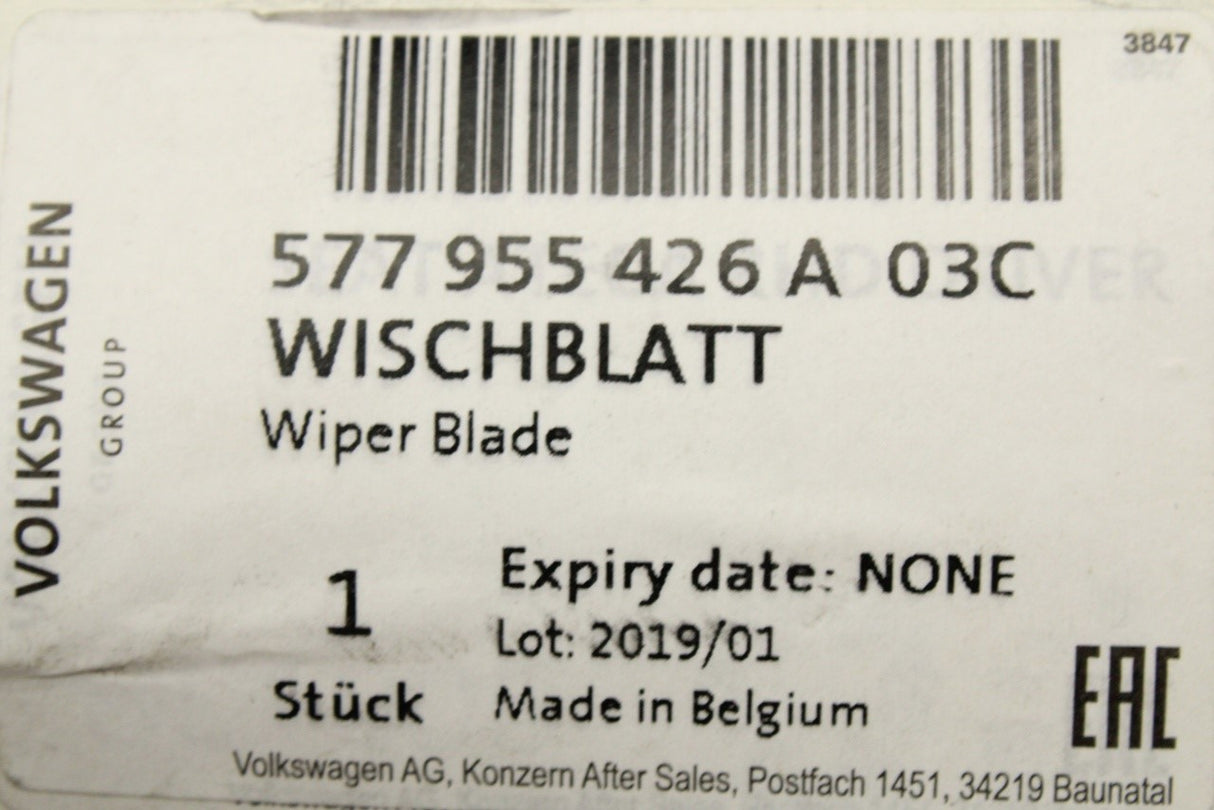 3847
577 955 426 A 03C
WISCHBLATT
Wiper Blade
VOLKSWAGEN
GROUP
1
Stück
Expiry date: NONE
Lot: 2019/01
Made in Belgium
EAC
Volkswagen AG, Konzern After Sales, Postfach 1451, 34219 Baunatal